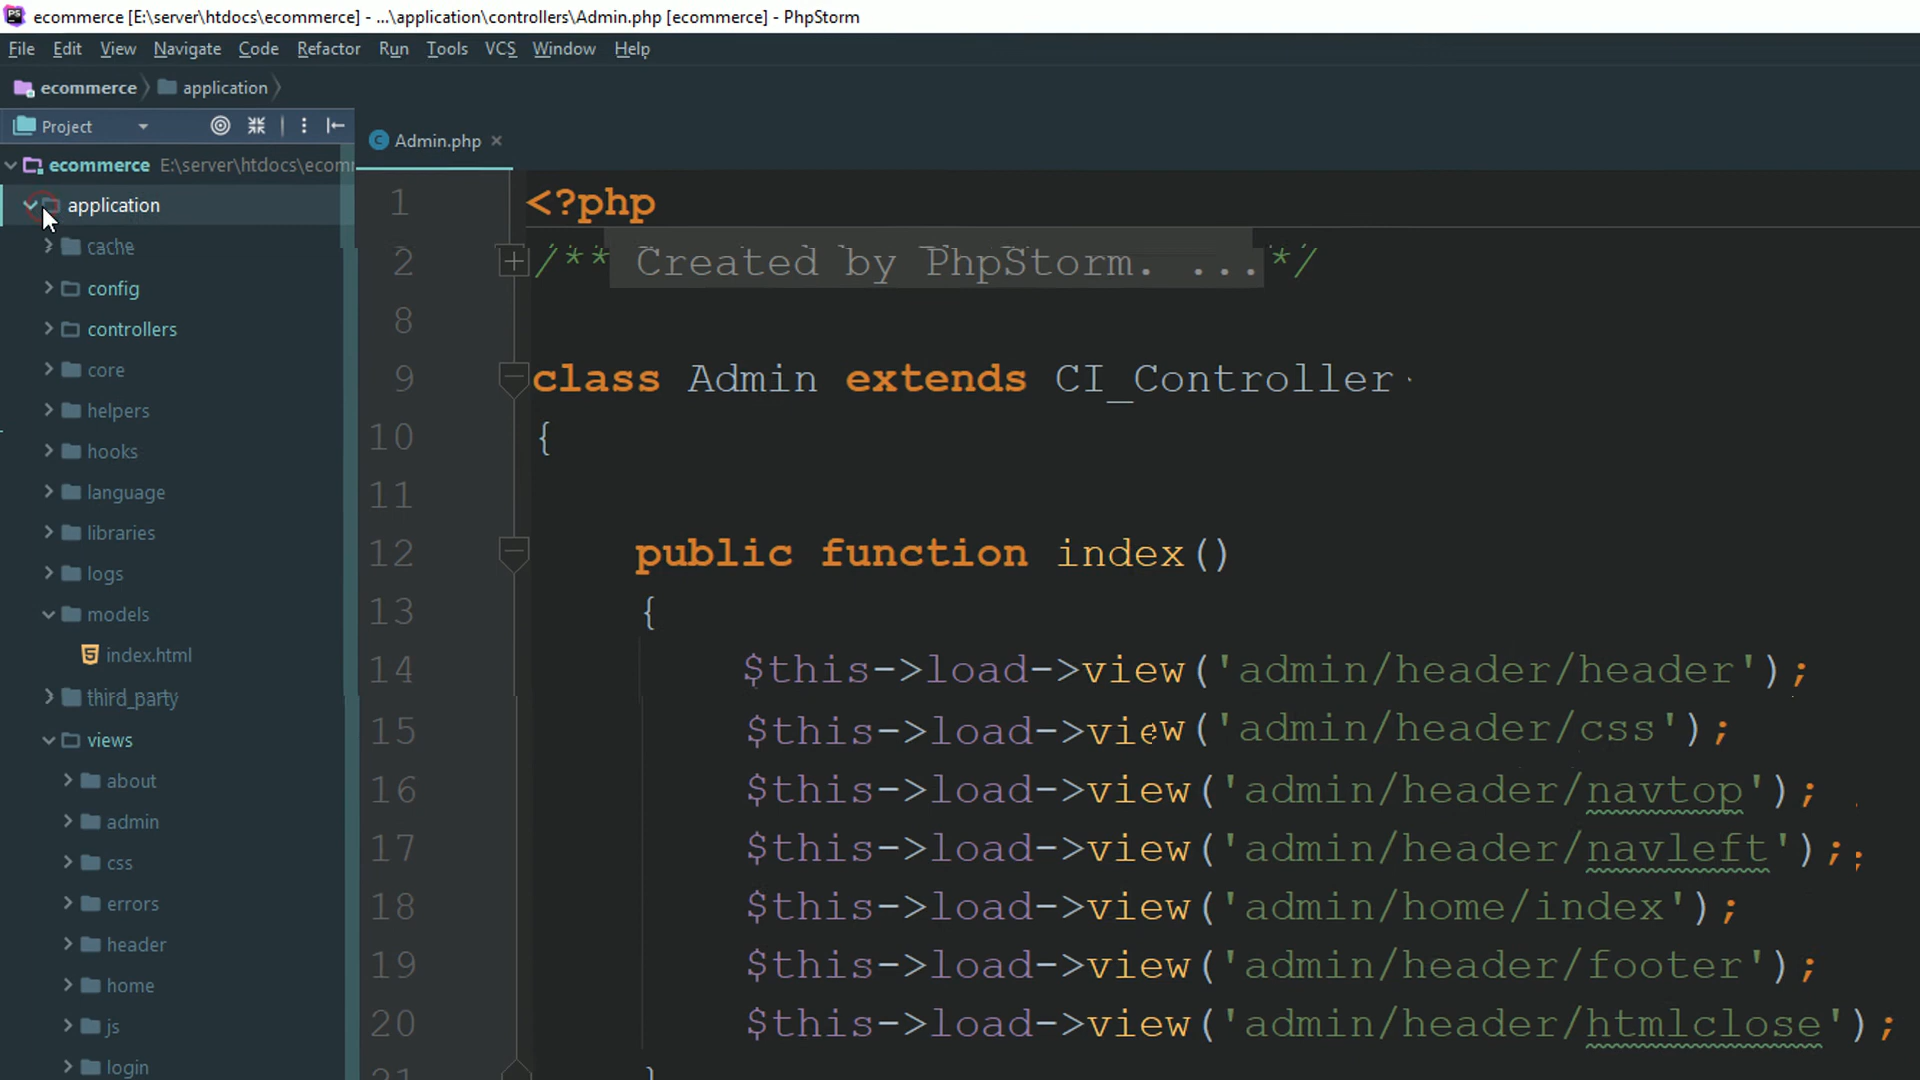 ecommerce [E:\server\htdocs\ecommerce] - ...\application\controllers\Admin.php [ecommerce] - PhpStorm
File Edit View Navigate Code Refactor Run Tools VCS Window Help
ecommerce application
Project
Admin.php
ecommerce E:\server\htdocs\ecomm
application
cache
config
controllers
core
helpers
hooks
language
libraries
logs
models
index.html
third_party
views
about
admin
css
errors
header
home
js
login
1 <?php
2 /** Created by PhpStorm. ...*/
8
9 class Admin extends CI_Controller
10 {
11
12 public function index()
13 {
14 $this->load->view('admin/header/header');
15 $this->load->view('admin/header/css');
16 $this->load->view('admin/header/navtop');
17 $this->load->view('admin/header/navleft');
18 $this->load->view('admin/home/index');
19 $this->load->view('admin/header/footer');
20 $this->load->view('admin/header/htmlclose');
21 }